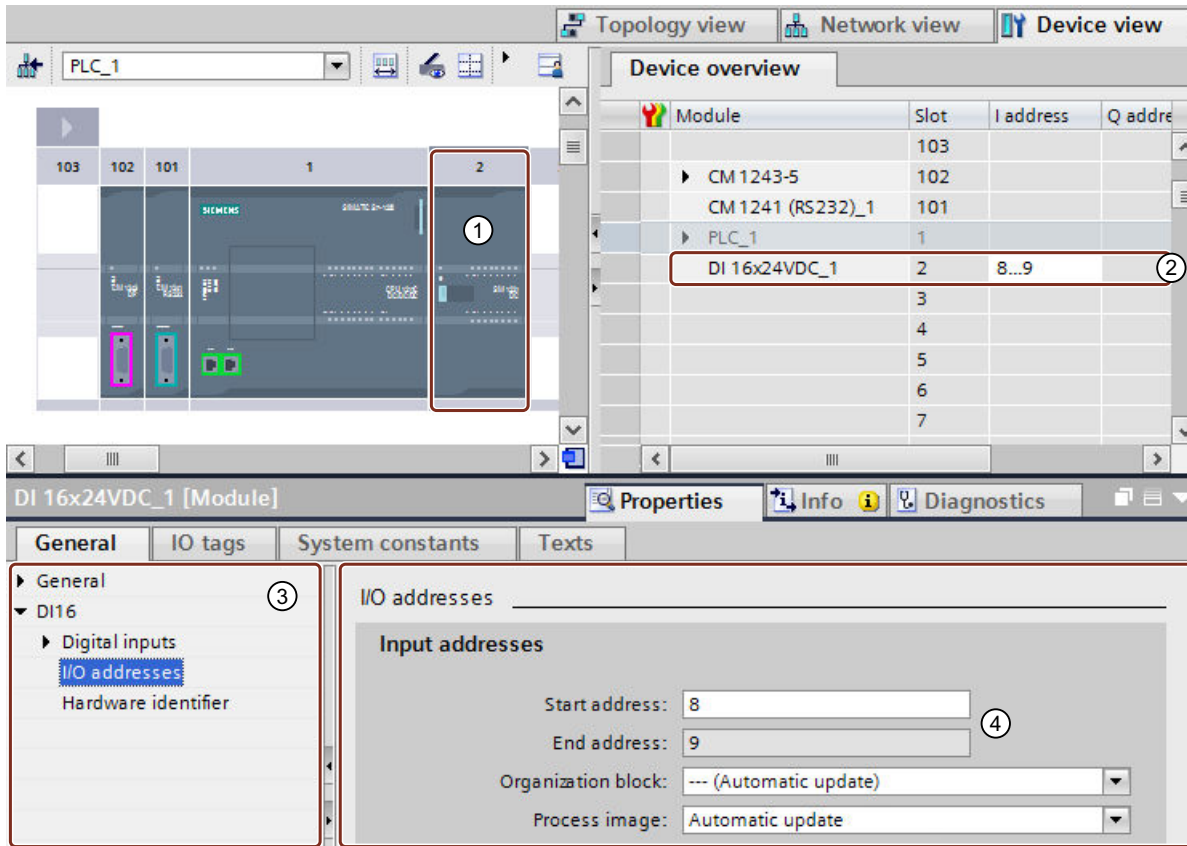 Topology view Network view Device view
PLC_1
Device overview
Module Slot I address Q addre
103
CM 1243-5 102
CM 1241 (RS232)_1 101
PLC_1 1
DI 16x24VDC_1 2 8...9 2
3
4
5
6
7
103 102 101 1 2
SIEMENS
1
DI 16x24VDC_1 [Module]
Properties Info Diagnostics
General IO tags System constants Texts
General
3
DI16
Digital inputs
I/O addresses
Hardware identifier
I/O addresses
Input addresses
Start address: 8
4
End address: 9
Organization block: --- (Automatic update)
Process image: Automatic update